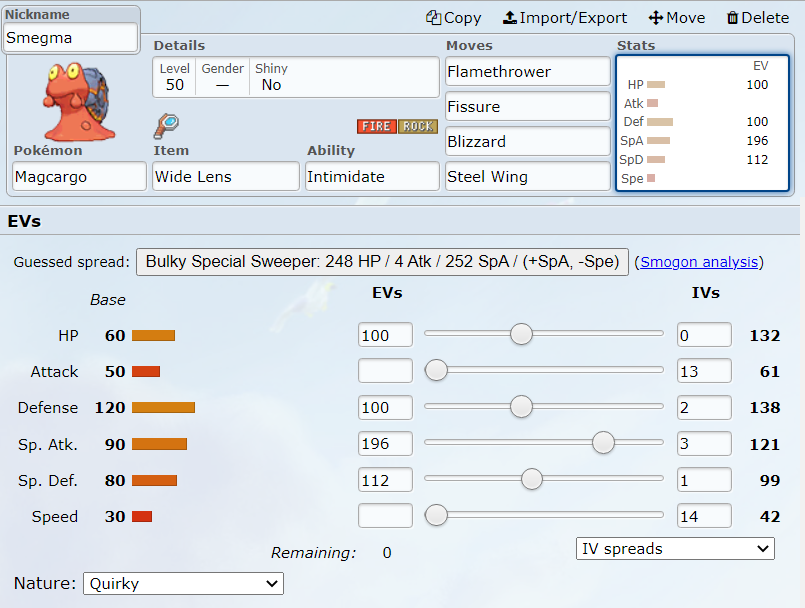 Nickname
Smegma
Copy Import/Export Move Delete
Details
Level Gender Shiny
50 — No
FIRE ROCK
Pokémon Item Ability
Magcargo Wide Lens Intimidate
Moves
Flamethrower
Fissure
Blizzard
Steel Wing
Stats
EV
HP 100
Atk
Def 100
SpA 196
SpD 112
Spe
EVs
Guessed spread: Bulky Special Sweeper: 248 HP / 4 Atk / 252 SpA / (+SpA, -Spe) (Smogon analysis)
Base EVs IVs
HP 60 100 0 132
Attack 50 13 61
Defense 120 100 2 138
Sp. Atk. 90 196 3 121
Sp. Def. 80 112 1 99
Speed 30 14 42
Remaining: 0
IV spreads
Nature: Quirky